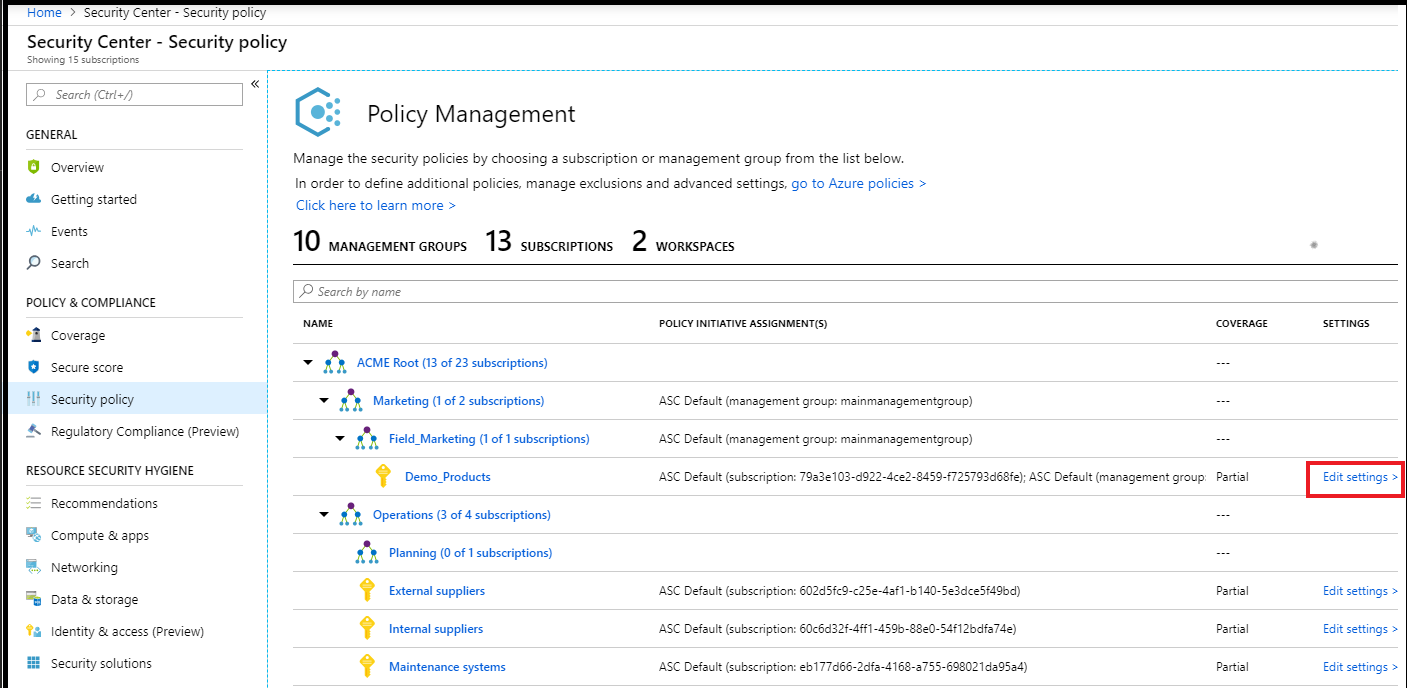 Home > Security Center - Security policy
Security Center - Security policy
Showing 15 subscriptions
Search (Ctrl+/)
«
GENERAL
Overview
Getting started
Events
Search
POLICY & COMPLIANCE
Coverage
Secure score
Security policy
Regulatory Compliance (Preview)
RESOURCE SECURITY HYGIENE
Recommendations
Compute & apps
Networking
Data & storage
Identity & access (Preview)
Security solutions
Policy Management
Manage the security policies by choosing a subscription or management group from the list below.
In order to define additional policies, manage exclusions and advanced settings, go to Azure policies >
Click here to learn more >
10 MANAGEMENT GROUPS 13 SUBSCRIPTIONS 2 WORKSPACES
Search by name
NAME POLICY INITIATIVE ASSIGNMENT(S) COVERAGE SETTINGS
ACME Root (13 of 23 subscriptions) ---
Marketing (1 of 2 subscriptions) ASC Default (management group: mainmanagementgroup) ---
Field_Marketing (1 of 1 subscriptions) ASC Default (management group: mainmanagementgroup) ---
Demo_Products ASC Default (subscription: 79a3e103-d922-4ce2-8459-f725793d68fe); ASC Default (management group: Partial Edit settings >
Operations (3 of 4 subscriptions) ---
Planning (0 of 1 subscriptions) ---
External suppliers ASC Default (subscription: 602d5fc9-c25e-4af1-b140-5e3dce5f49bd) Partial Edit settings >
Internal suppliers ASC Default (subscription: 60c6d32f-4ff1-459b-88e0-54f12bdfa74e) Partial Edit settings >
Maintenance systems ASC Default (subscription: eb177d66-2dfa-4168-a755-698021da95a4) Partial Edit settings >